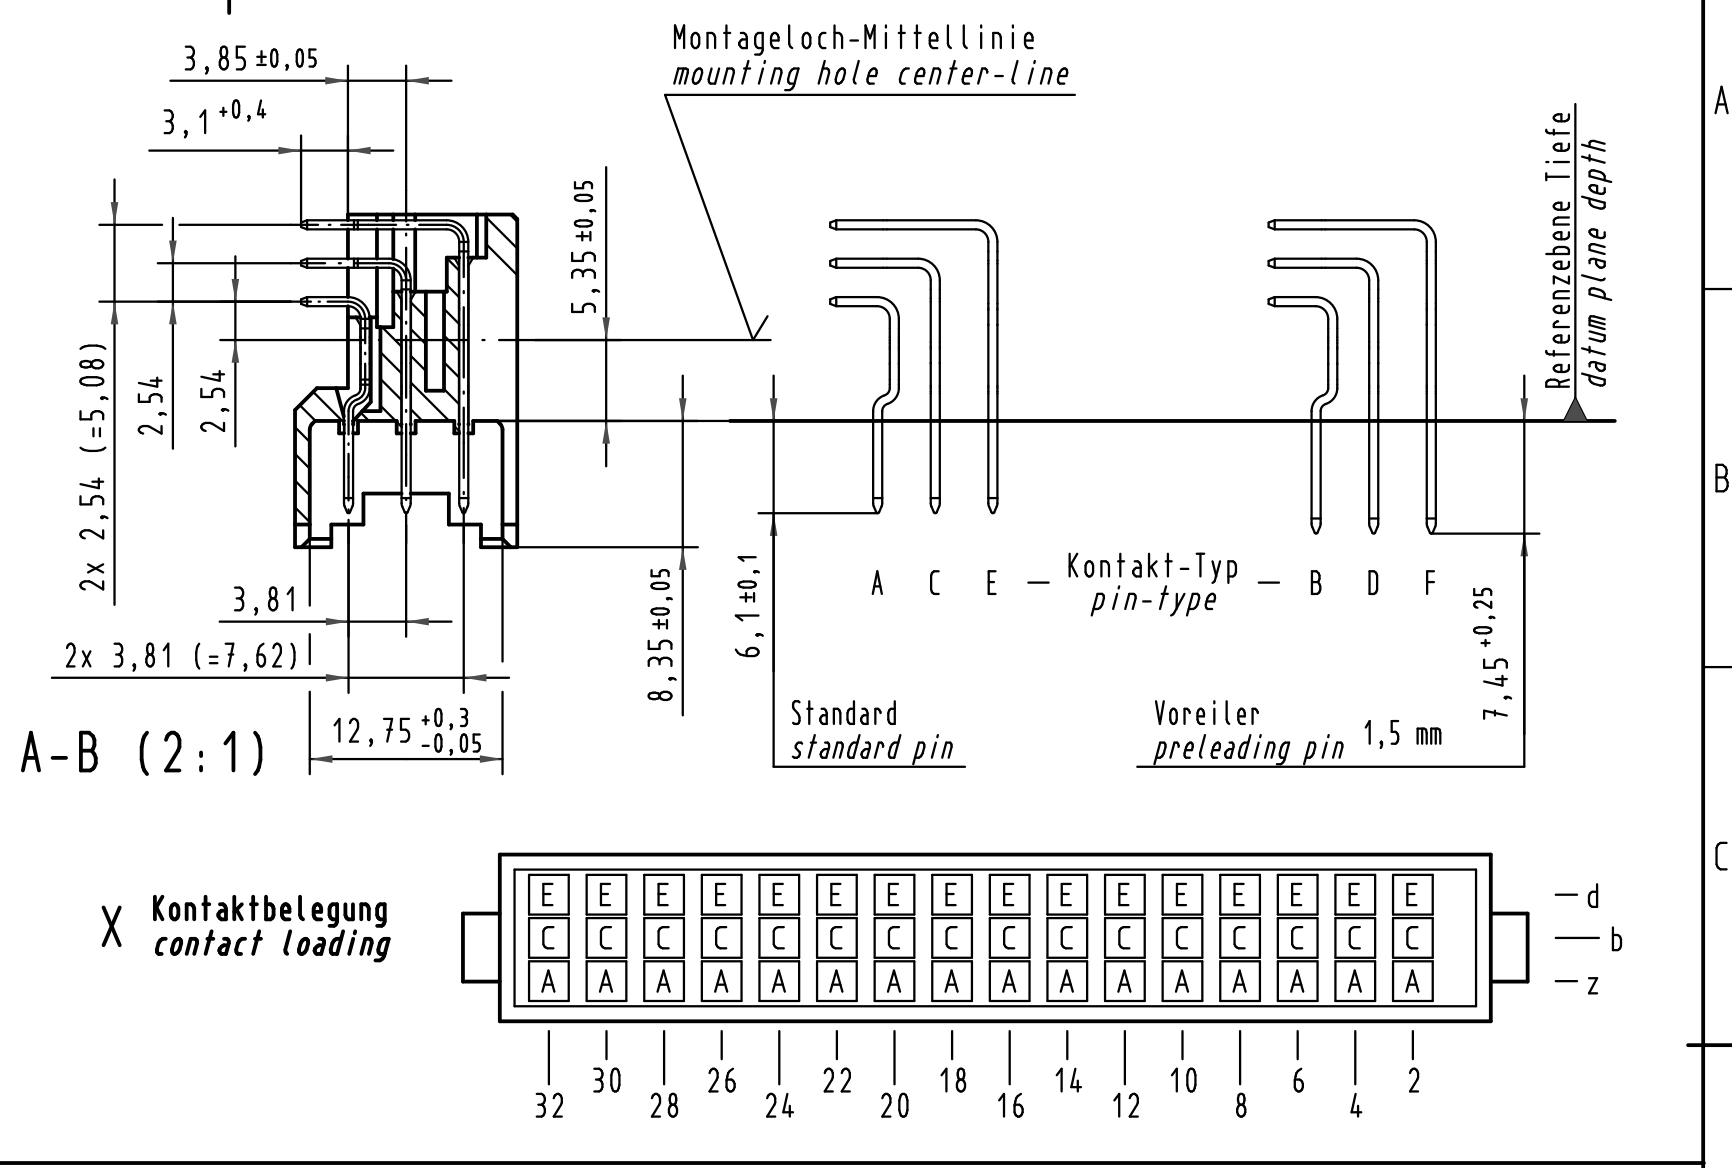 3,85 ±0,05
3,1 +0,4
2x 2,54 (=5,08)
2,54
2,54
5,35 ±0,05
Montageloch-Mittellinie
mounting hole center-line
Referenzebene Tiefe
datum plane depth
A
B
C
3,81
2x 3,81 (=7,62)
12,75 +0,3 -0,05
8,35 ±0,05
6,1 ±0,1
7,45 +0,25
A C E — Kontakt-Typ — B D F
pin-type
Standard
standard pin
Voreiler
preleading pin 1,5 mm
A-B (2:1)
X Kontaktbelegung
contact loading
E E E E E E E E E E E E E E E E — d
C C C C C C C C C C C C C C C C — b
A A A A A A A A A A A A A A A A — z
30 26 22 18 14 10 6 2
32 28 24 20 16 12 8 4